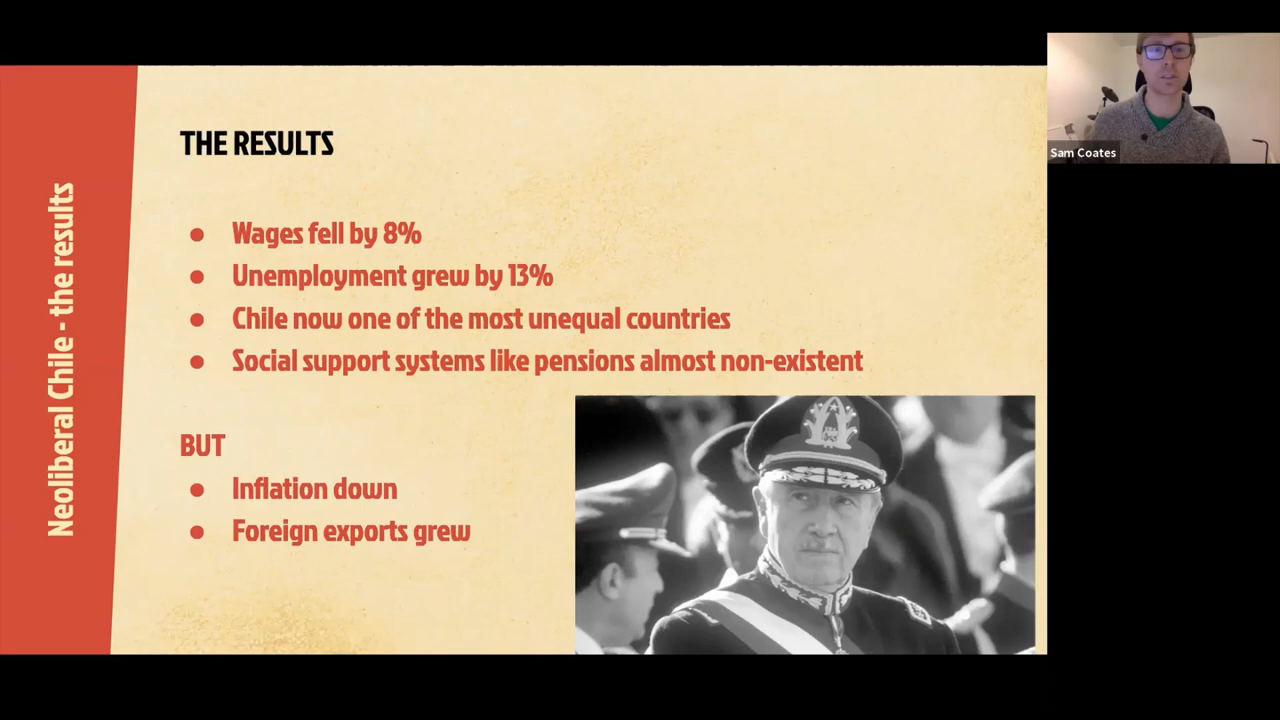 Neoliberal Chile - the results
THE RESULTS
● Wages fell by 8%
● Unemployment grew by 13%
● Chile now one of the most unequal countries
● Social support systems like pensions almost non-existent
BUT
● Inflation down
● Foreign exports grew
Sam Coates